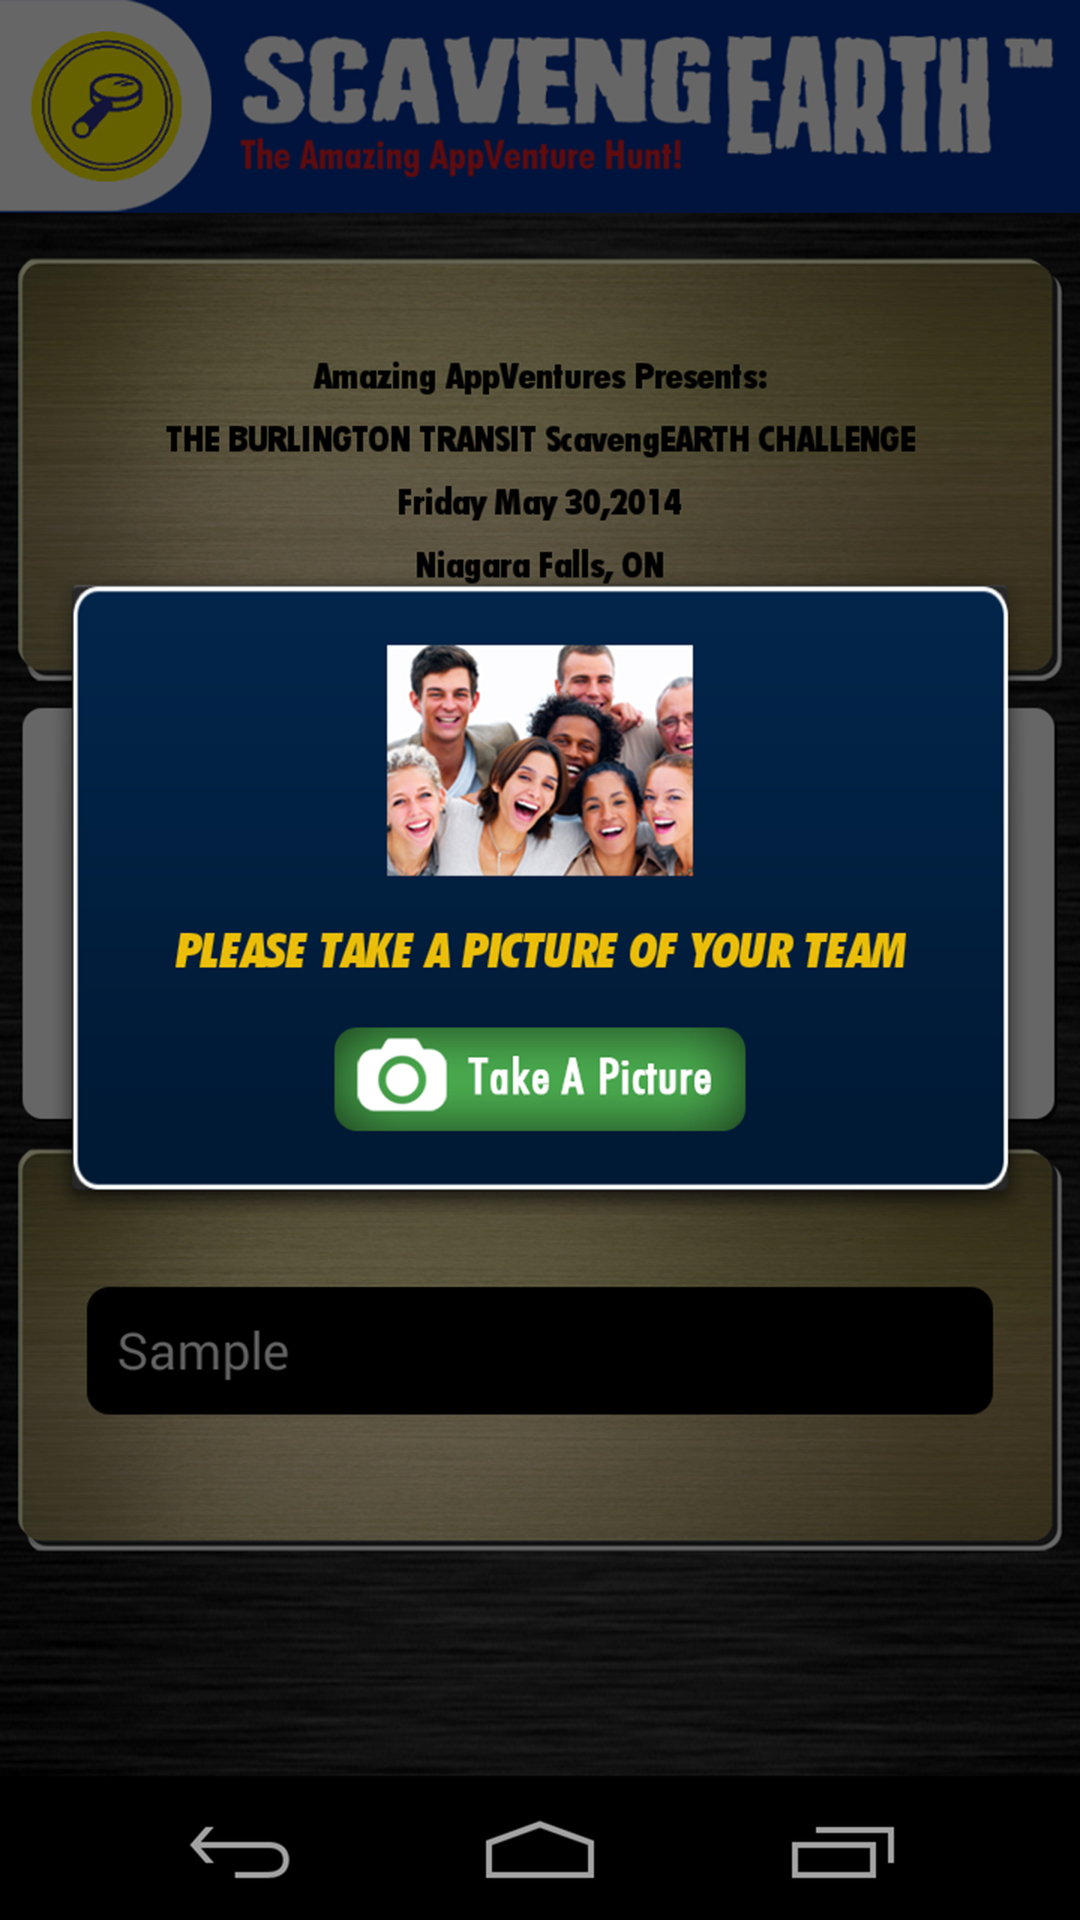 SCAVENGEARTH™
The Amazing AppVenture Hunt!
Amazing AppVentures Presents:
THE BURLINGTON TRANSIT ScavengEARTH CHALLENGE
Friday May 30,2014
Niagara Falls, ON
PLEASE TAKE A PICTURE OF YOUR TEAM
Take A Picture
Sample